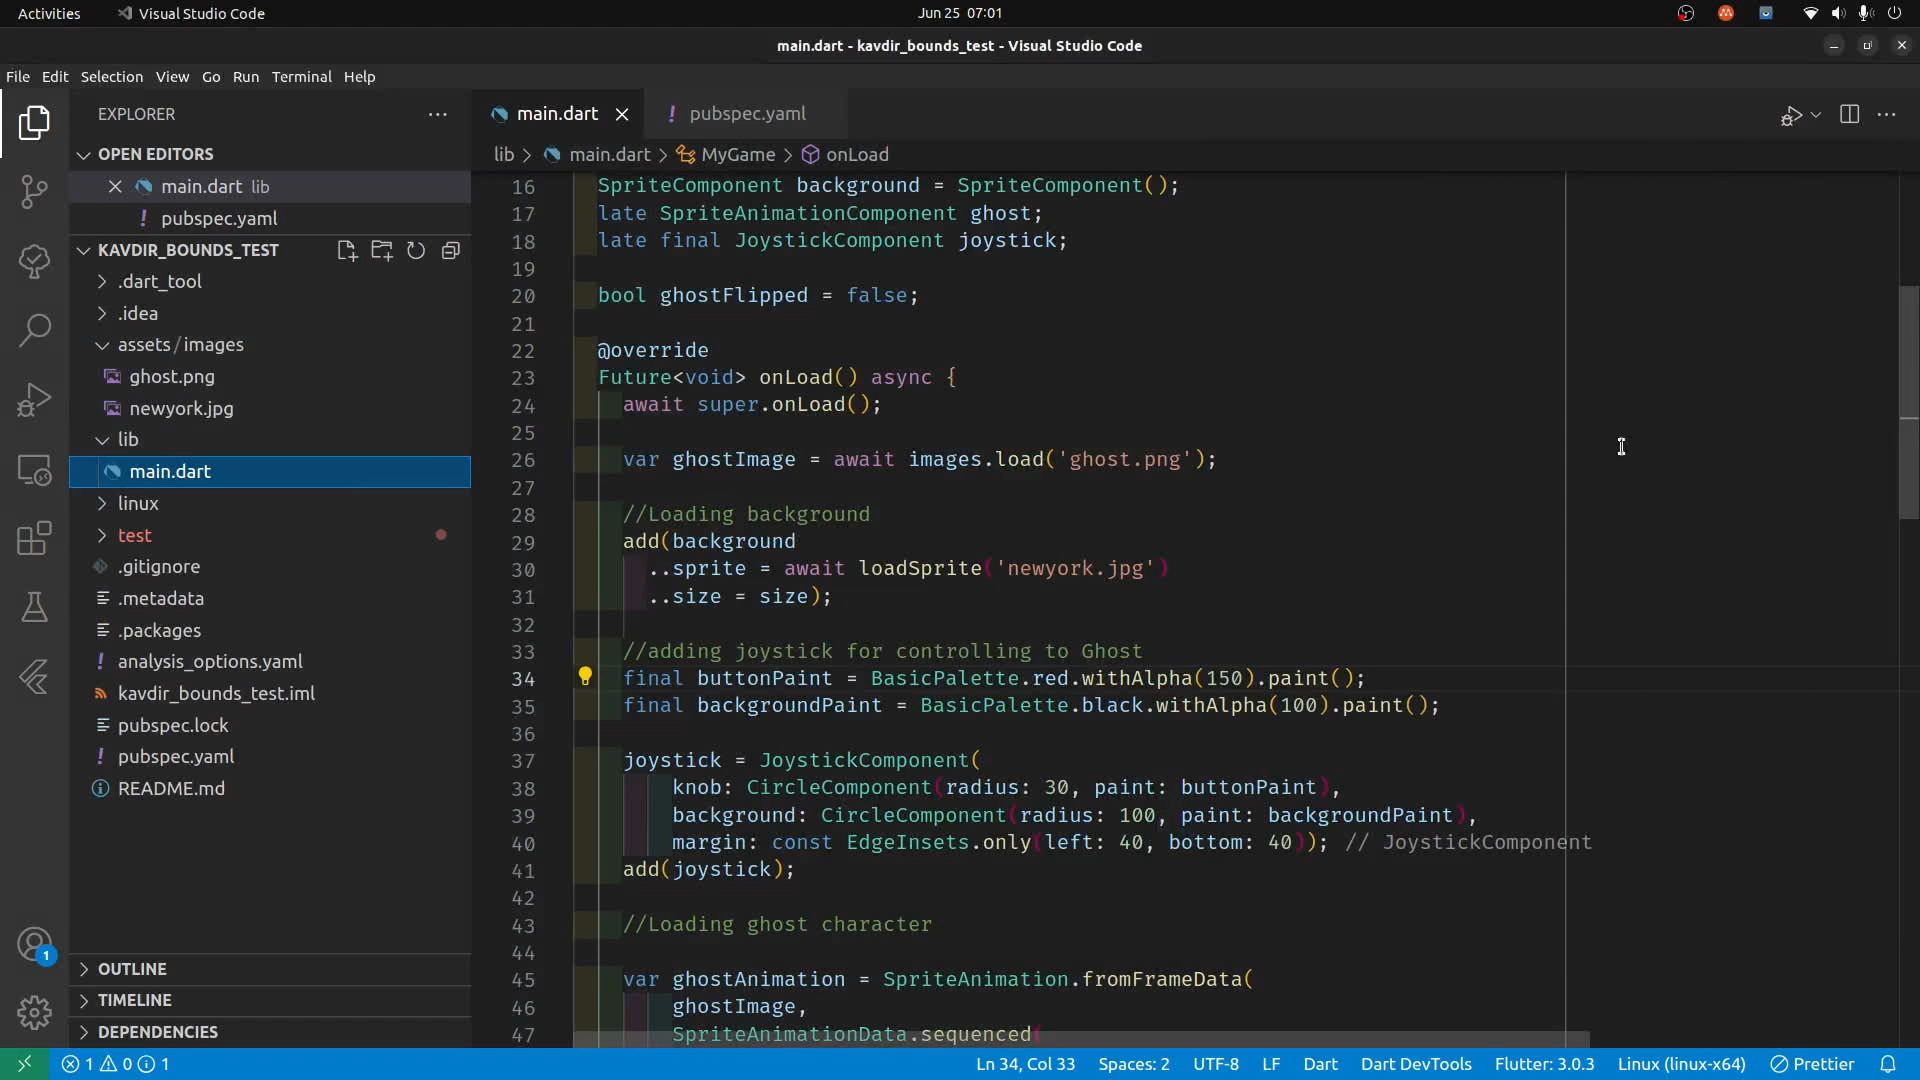 Activities
Visual Studio Code
Jun 25 07:01
main.dart - kavdir_bounds_test - Visual Studio Code
File Edit Selection View Go Run Terminal Help
EXPLORER
OPEN EDITORS
main.dart lib
pubspec.yaml
KAVDIR_BOUNDS_TEST
.dart_tool
.idea
assets/images
ghost.png
newyork.jpg
lib
main.dart
linux
test
.gitignore
.metadata
.packages
analysis_options.yaml
kavdir_bounds_test.iml
pubspec.lock
pubspec.yaml
README.md
OUTLINE
TIMELINE
DEPENDENCIES
1
main.dart
pubspec.yaml
lib > main.dart > MyGame > onLoad
16 SpriteComponent background = SpriteComponent();
17 late SpriteAnimationComponent ghost;
18 late final JoystickComponent joystick;
19
20 bool ghostFlipped = false;
21
22 @override
23 Future<void> onLoad() async {
24 await super.onLoad();
25
26 var ghostImage = await images.load('ghost.png');
27
28 //Loading background
29 add(background
30 ..sprite = await loadSprite('newyork.jpg')
31 ..size = size);
32
33 //adding joystick for controlling to Ghost
34 final buttonPaint = BasicPalette.red.withAlpha(150).paint();
35 final backgroundPaint = BasicPalette.black.withAlpha(100).paint();
36
37 joystick = JoystickComponent(
38 knob: CircleComponent(radius: 30, paint: buttonPaint),
39 background: CircleComponent(radius: 100, paint: backgroundPaint),
40 margin: const EdgeInsets.only(left: 40, bottom: 40)); // JoystickComponent
41 add(joystick);
42
43 //Loading ghost character
44
45 var ghostAnimation = SpriteAnimation.fromFrameData(
46 ghostImage,
47 SpriteAnimationData.sequenced(
1 0 1
Ln 34, Col 33
Spaces: 2
UTF-8
LF
Dart
Dart DevTools
Flutter: 3.0.3
Linux (linux-x64)
Prettier